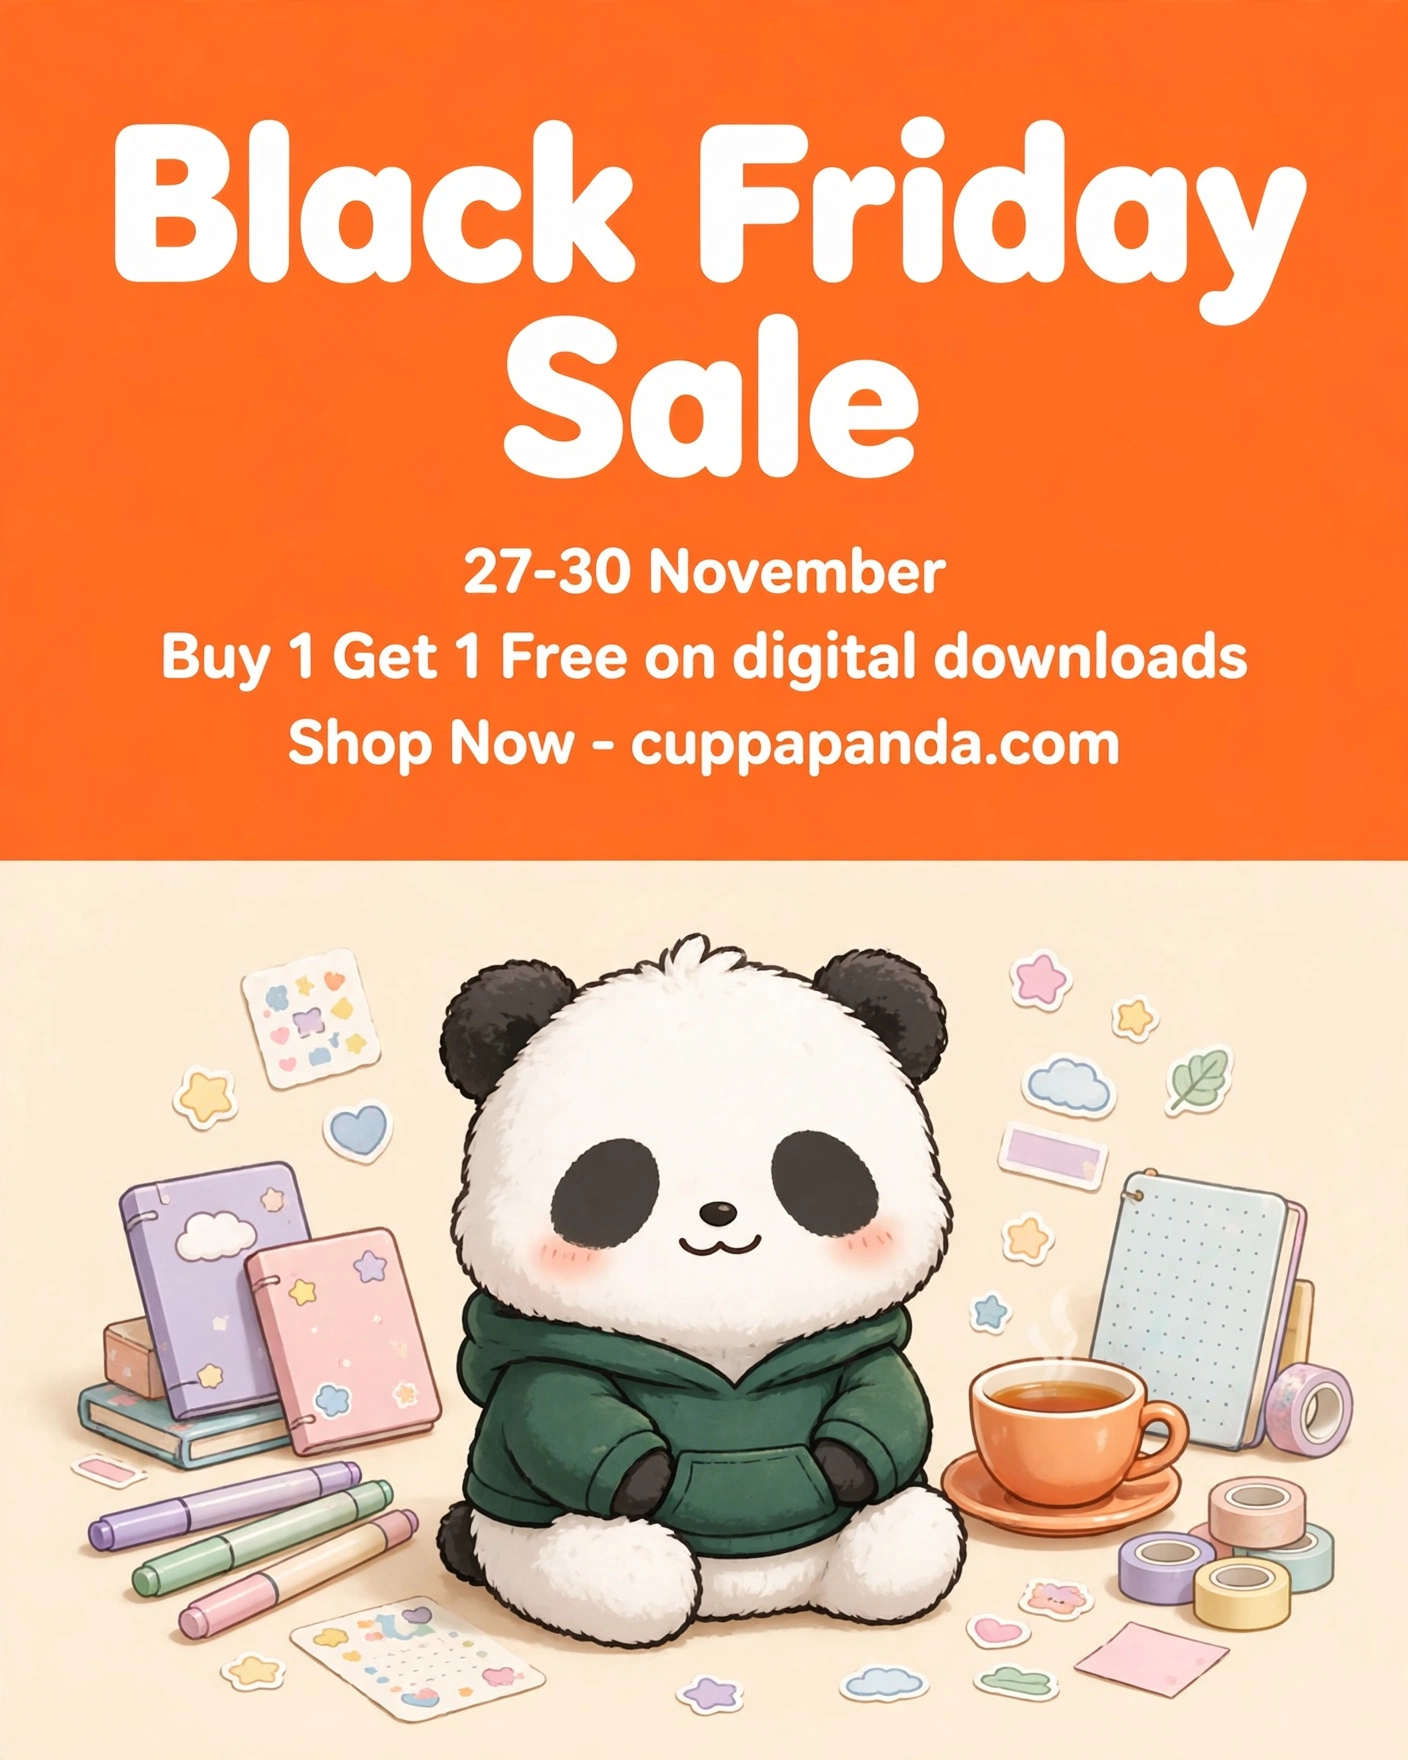 Black Friday
Sale
27-30 November
Buy 1 Get 1 Free on digital downloads
Shop Now - cuppapanda.com